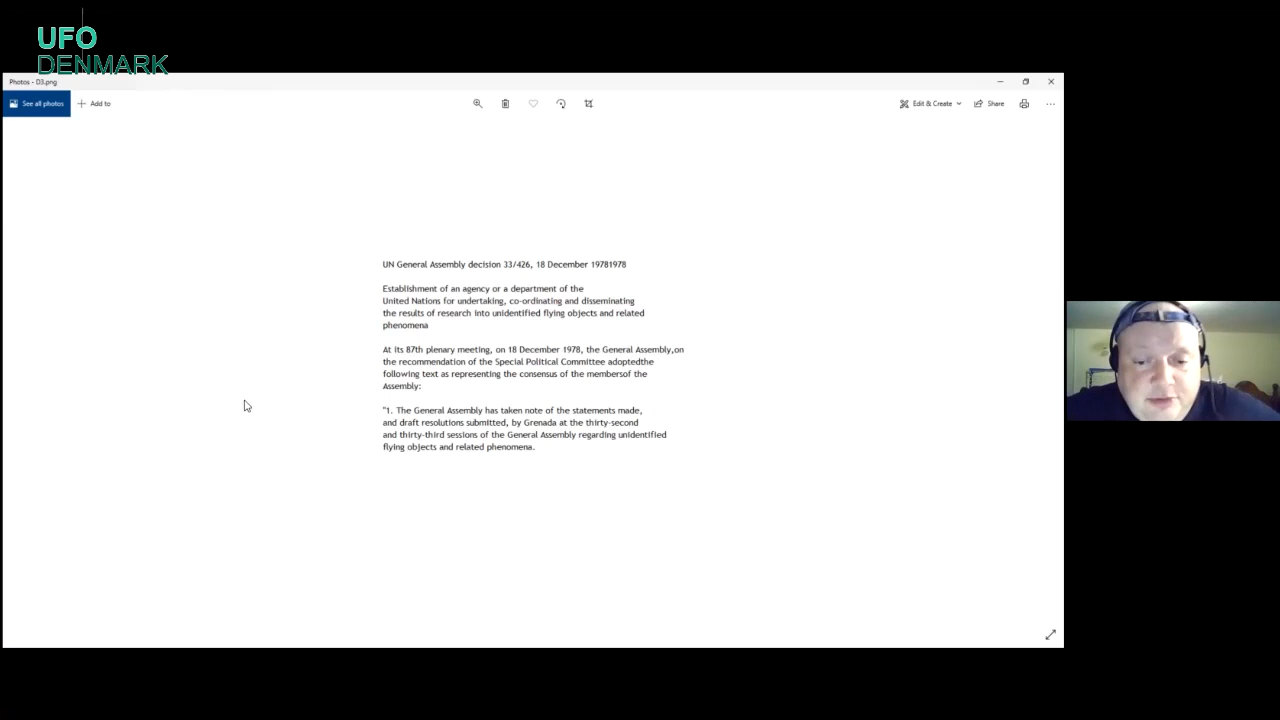 UFO
DENMARK
Photos - D3.png
See all photos
Add to
Edit & Create
Share
UN General Assembly decision 33/426, 18 December 19781978
Establishment of an agency or a department of the
United Nations for undertaking, co-ordinating and disseminating
the results of research into unidentified flying objects and related
phenomena
At its 87th plenary meeting, on 18 December 1978, the General Assembly,on
the recommendation of the Special Political Committee adoptedthe
following text as representing the consensus of the membersof the
Assembly:
"1. The General Assembly has taken note of the statements made,
and draft resolutions submitted, by Grenada at the thirty-second
and thirty-third sessions of the General Assembly regarding unidentified
flying objects and related phenomena.